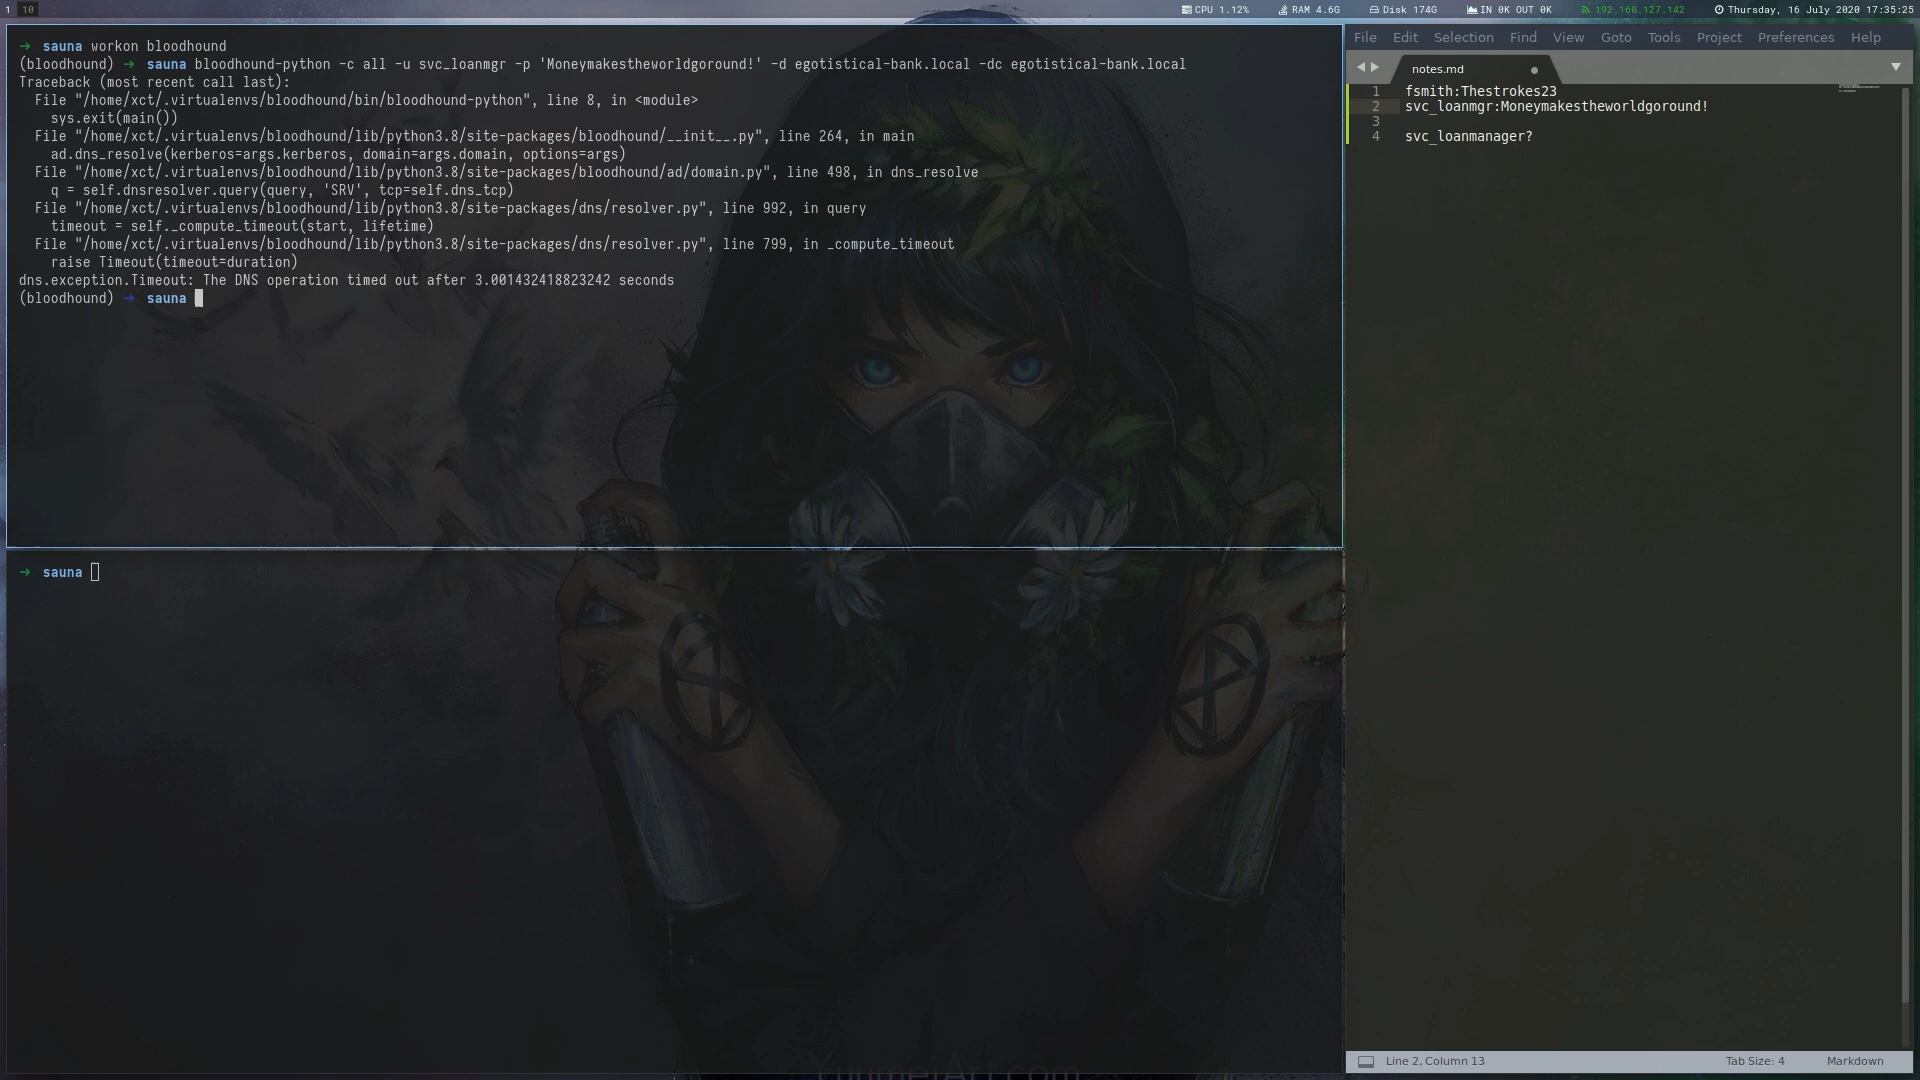 1 10 CPU 1.12% RAM 4.6G Disk 174G IN 0K OUT 0K 192.168.127.142 Thursday, 16 July 2020 17:35:25
→ sauna workon bloodhound
(bloodhound) → sauna bloodhound-python -c all -u svc_loanmgr -p 'Moneymakestheworldgoround!' -d egotistical-bank.local -dc egotistical-bank.local
Traceback (most recent call last):
  File "/home/xct/.virtualenvs/bloodhound/bin/bloodhound-python", line 8, in <module>
    sys.exit(main())
  File "/home/xct/.virtualenvs/bloodhound/lib/python3.8/site-packages/bloodhound/__init__.py", line 264, in main
    ad.dns_resolve(kerberos=args.kerberos, domain=args.domain, options=args)
  File "/home/xct/.virtualenvs/bloodhound/lib/python3.8/site-packages/bloodhound/ad/domain.py", line 498, in dns_resolve
    q = self.dnsresolver.query(query, 'SRV', tcp=self.dns_tcp)
  File "/home/xct/.virtualenvs/bloodhound/lib/python3.8/site-packages/dns/resolver.py", line 992, in query
    timeout = self._compute_timeout(start, lifetime)
  File "/home/xct/.virtualenvs/bloodhound/lib/python3.8/site-packages/dns/resolver.py", line 799, in _compute_timeout
    raise Timeout(timeout=duration)
dns.exception.Timeout: The DNS operation timed out after 3.001432418823242 seconds
(bloodhound) → sauna
→ sauna
File Edit Selection Find View Goto Tools Project Preferences Help
notes.md
1 fsmith:Thestrokes23
2 svc_loanmgr:Moneymakestheworldgoround!
3
4 svc_loanmanager?
Line 2, Column 13 Tab Size: 4 Markdown